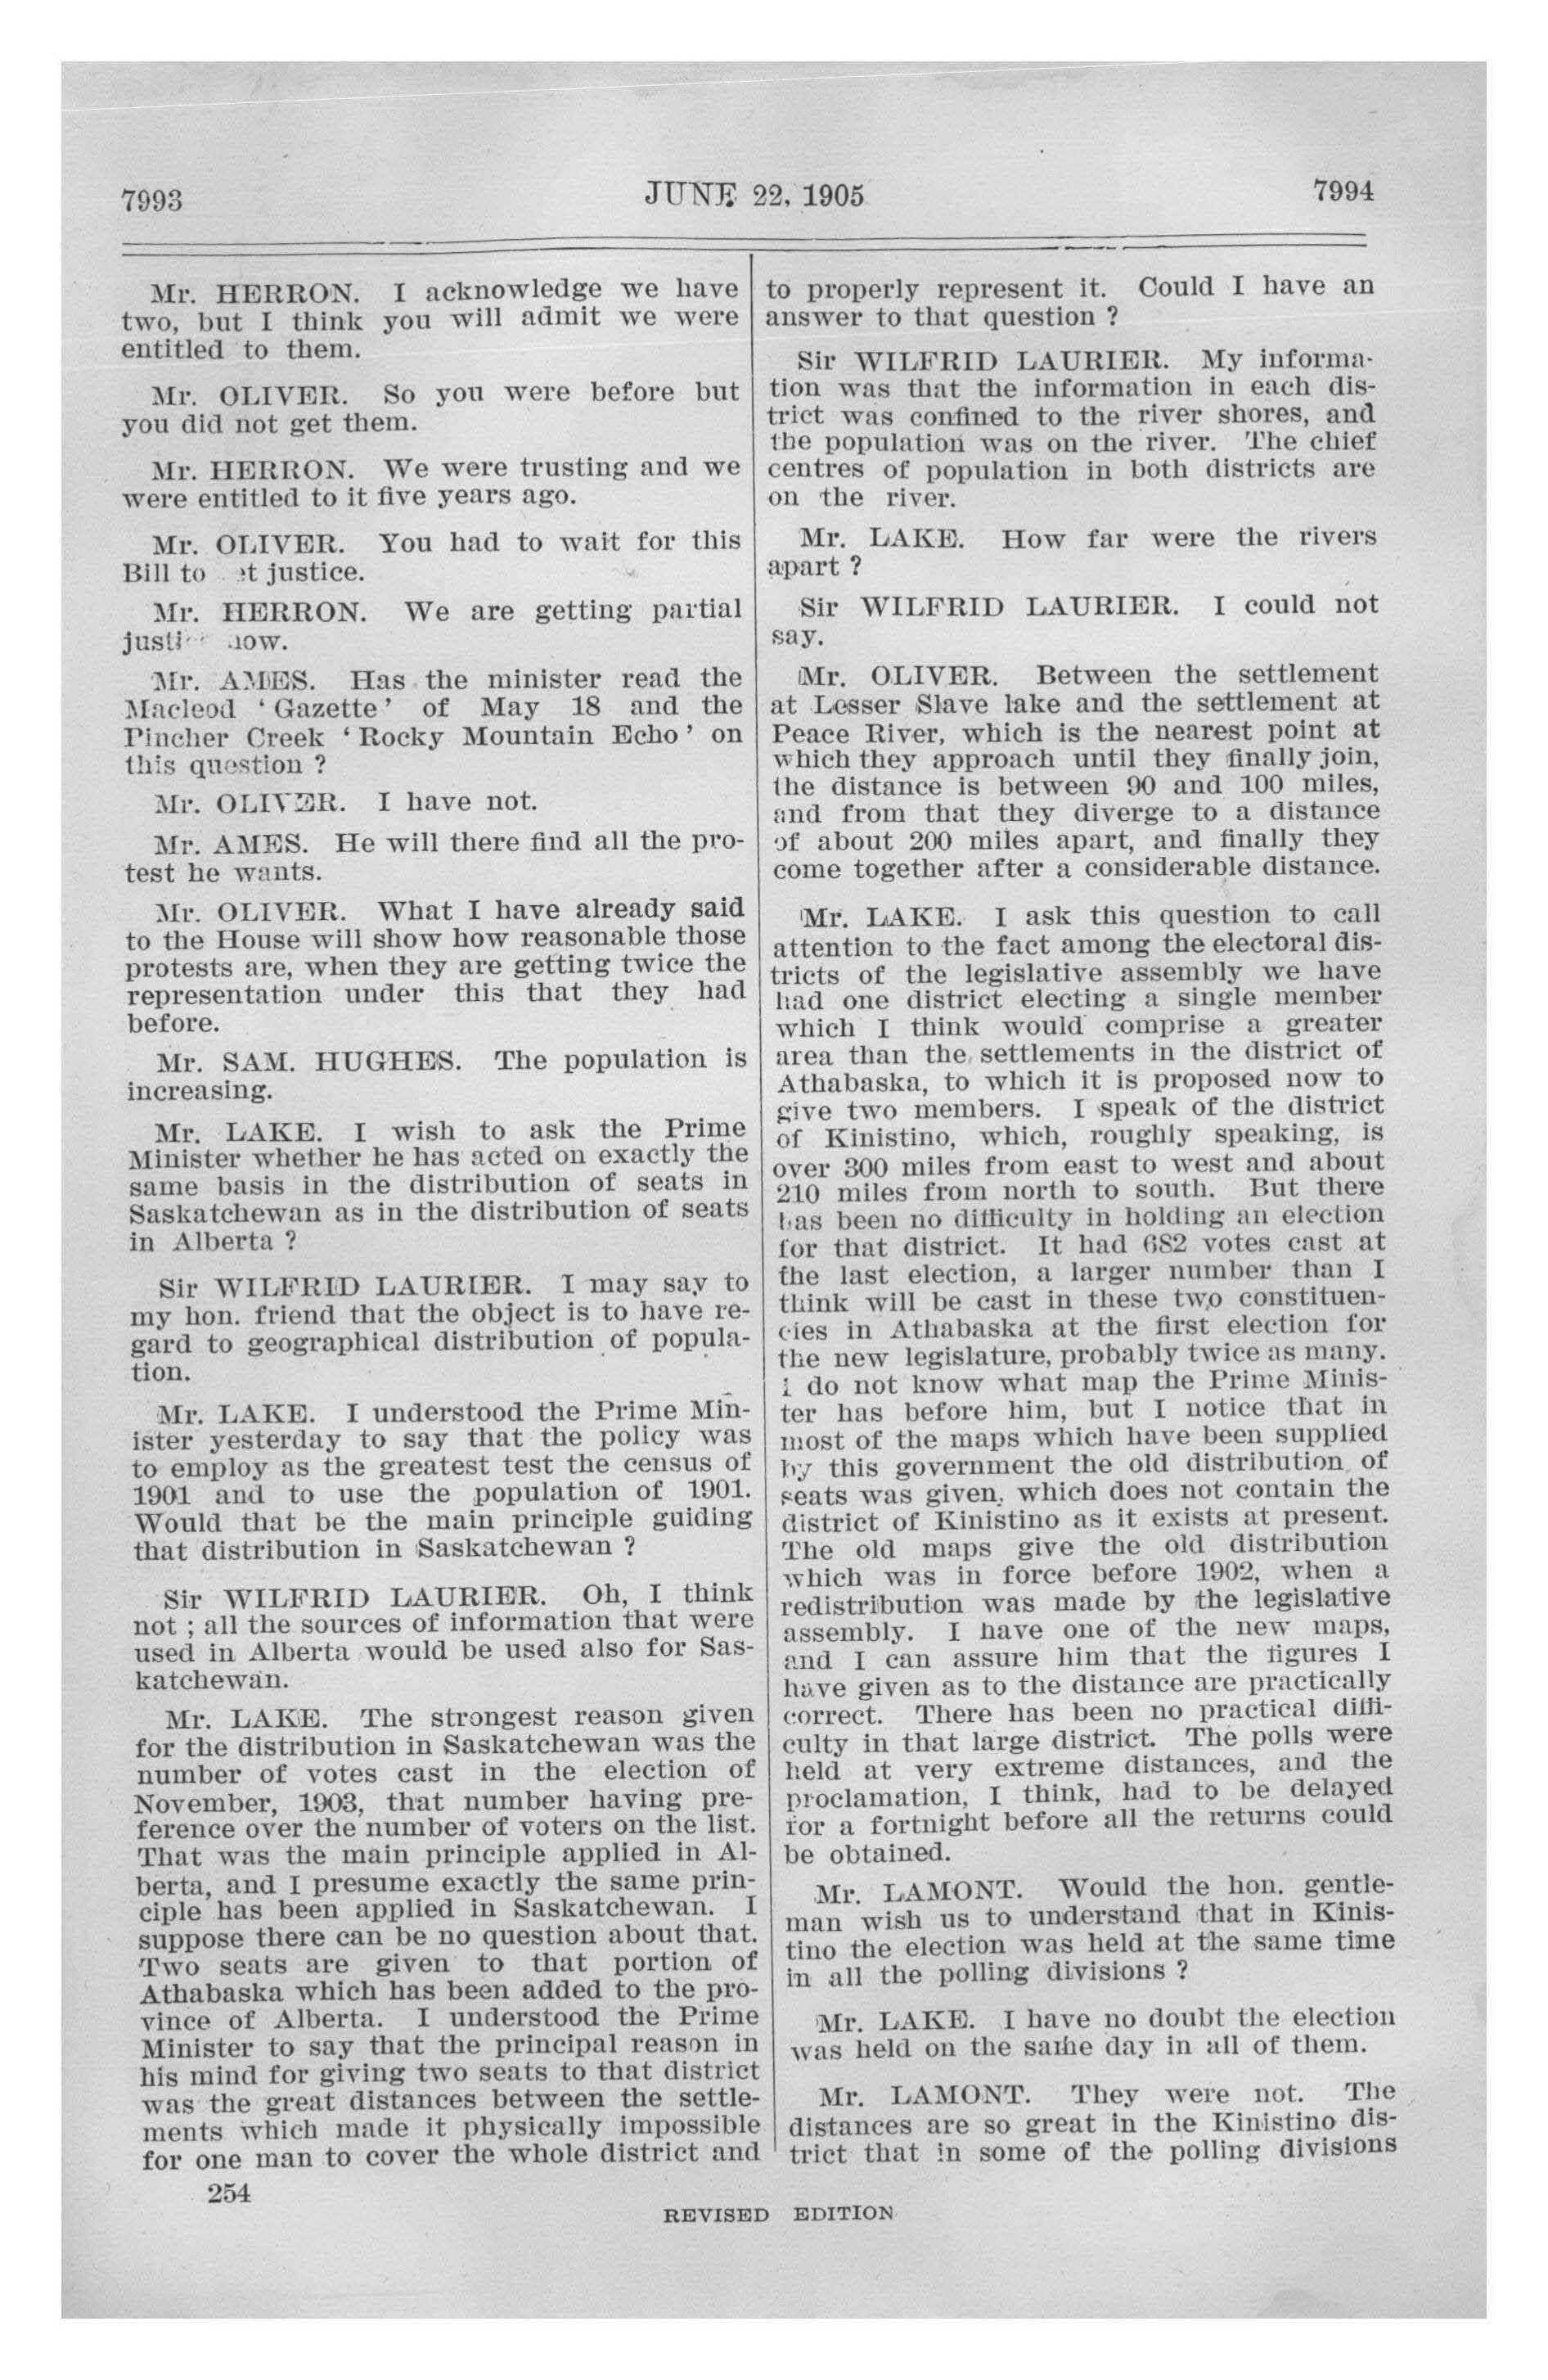 7993
JUNE 22, 1905
7994
Mr. HERRON. I acknowledge we have
two, but I think you will admit we were
entitled to them.
Mr. OLIVER. So you were before but
you did not get them.
Mr. HERRON. We were trusting and we
were entitled to it five years ago.
Mr. OLIVER. You had to wait for this
Bill to et justice.
Mr. HERRON. We are getting partial
justi now.
Mr. AMES. Has the minister read the
Macleod ‘ Gazette ’ of May 18 and the
Pincher Creek ‘ Rocky Mountain Echo ’ on
this question ?
Mr. OLIVER. I have not.
Mr. AMES. He will there find all the pro-
test he wants.
Mr. OLIVER. What I have already said
to the House will show how reasonable those
protests are, when they are getting twice the
representation under this that they had
before.
Mr. SAM. HUGHES. The population is
increasing.
Mr. LAKE. I wish to ask the Prime
Minister whether he has acted on exactly the
same basis in the distribution of seats in
Saskatchewan as in the distribution of seats
in Alberta ?
Sir WILFRID LAURIER. I may say to
my hon. friend that the object is to have re-
gard to geographical distribution of popula-
tion.
Mr. LAKE. I understood the Prime Min-
ister yesterday to say that the policy was
to employ as the greatest test the census of
1901 and to use the population of 1901.
Would that be the main principle guiding
that distribution in Saskatchewan ?
Sir WILFRID LAURIER. Oh, I think
not ; all the sources of information that were
used in Alberta would be used also for Sas-
katchewan.
Mr. LAKE. The strongest reason given
for the distribution in Saskatchewan was the
number of votes cast in the election of
November, 1903, that number having pre-
ference over the number of voters on the list.
That was the main principle applied in Al-
berta, and I presume exactly the same prin-
ciple has been applied in Saskatchewan. I
suppose there can be no question about that.
Two seats are given to that portion of
Athabaska which has been added to the pro-
vince of Alberta. I understood the Prime
Minister to say that the principal reason in
his mind for giving two seats to that district
was the great distances between the settle-
ments which made it physically impossible
for one man to cover the whole district and
254
to properly represent it. Could I have an
answer to that question ?
Sir WILFRID LAURIER. My informa-
tion was that the information in each dis-
trict was confined to the river shores, and
the population was on the river. The chief
centres of population in both districts are
on the river.
Mr. LAKE. How far were the rivers
apart ?
Sir WILFRID LAURIER. I could not
say.
Mr. OLIVER. Between the settlement
at Lesser Slave lake and the settlement at
Peace River, which is the nearest point at
which they approach until they finally join,
the distance is between 90 and 100 miles,
and from that they diverge to a distance
of about 200 miles apart, and finally they
come together after a considerable distance.
Mr. LAKE. I ask this question to call
attention to the fact among the electoral dis-
tricts of the legislative assembly we have
had one district electing a single member
which I think would comprise a greater
area than the settlements in the district of
Athabaska, to which it is proposed now to
give two members. I speak of the district
of Kinistino, which, roughly speaking, is
over 300 miles from east to west and about
210 miles from north to south. But there
has been no difficulty in holding an election
for that district. It had 682 votes cast at
the last election, a larger number than I
think will be cast in these two constituen-
cies in Athabaska at the first election for
the new legislature, probably twice as many.
I do not know what map the Prime Minis-
ter has before him, but I notice that in
most of the maps which have been supplied
by this government the old distribution of
seats was given, which does not contain the
district of Kinistino as it exists at present.
The old maps give the old distribution
which was in force before 1902, when a
redistribution was made by the legislative
assembly. I have one of the new maps,
and I can assure him that the figures I
have given as to the distance are practically
correct. There has been no practical diffi-
culty in that large district. The polls were
held at very extreme distances, and the
proclamation, I think, had to be delayed
for a fortnight before all the returns could
be obtained.
Mr. LAMONT. Would the hon. gentle-
man wish us to understand that in Kinis-
tino the election was held at the same time
in all the polling divisions ?
Mr. LAKE. I have no doubt the election
was held on the same day in all of them.
Mr. LAMONT. They were not. The
distances are so great in the Kinistino dis-
trict that in some of the polling divisions
REVISED EDITION